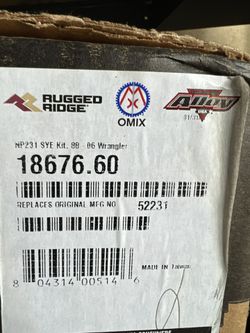 RUGGED RIDGE
OMIX
Alloy USA
NP231 SYE Kit, 88 -06 Wrangler
18676.60
REPLACES ORIGINAL MFG NO 52231
MADE IN TAIWAN
8 04314 00514 6